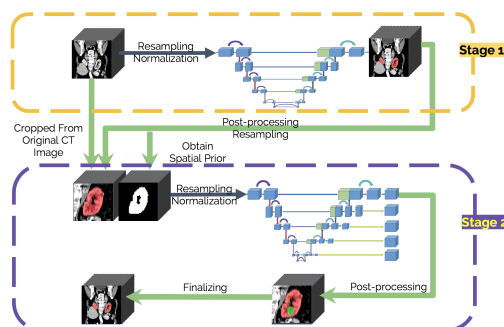 Resampling
Normalization
Stage 1
Cropped From
Original CT
Image
Post-processing
Resampling
Obtain
Spatial Prior
Resampling
Normalization
Stage 2
Finalizing
Post-processing